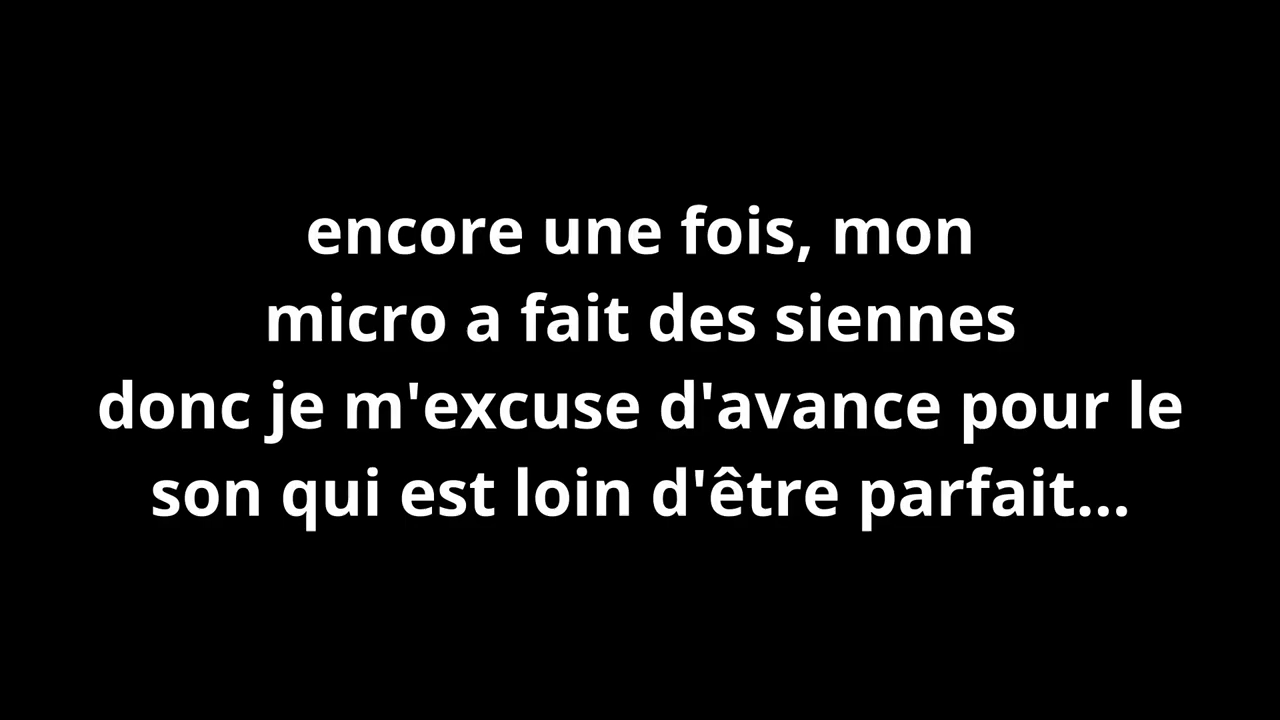 encore une fois, mon
micro a fait des siennes
donc je m'excuse d'avance pour le
son qui est loin d'être parfait...